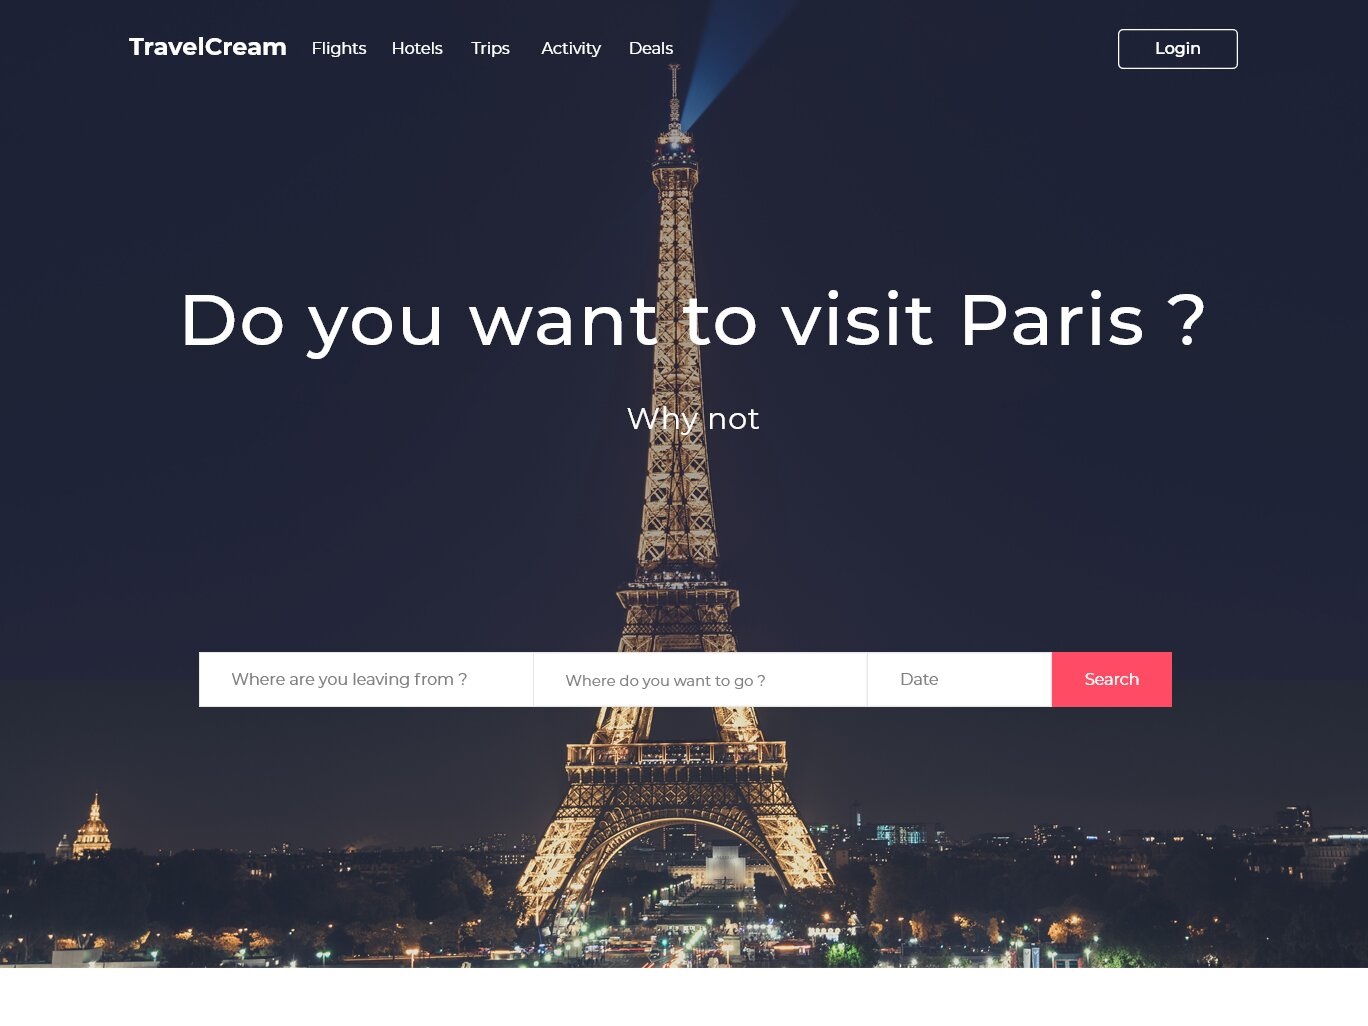 TravelCream Flights Hotels Trips Activity Deals Login
Do you want to visit Paris ?
Why not
Where are you leaving from ? Where do you want to go ? Date Search